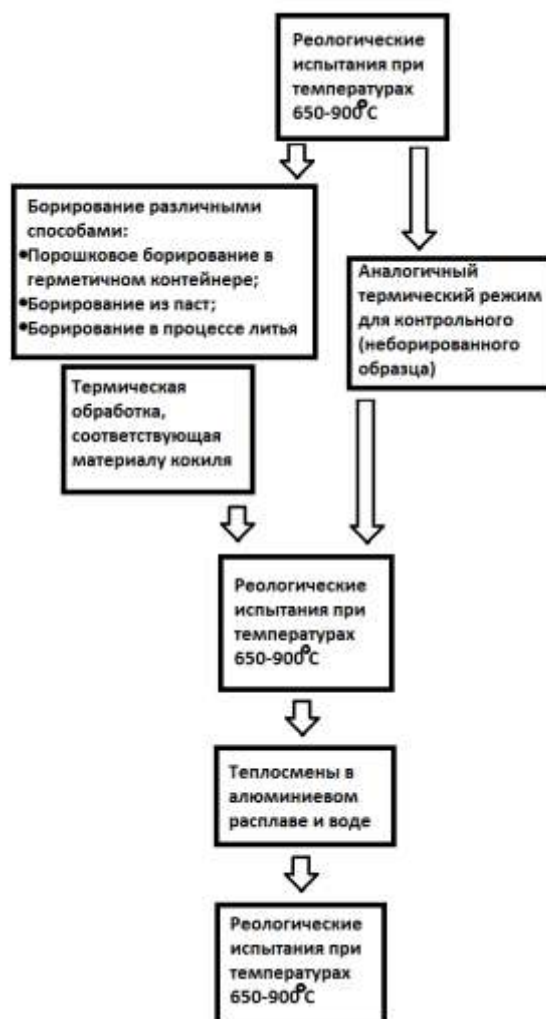 Реологические
испытания при
температурах
650-900°С
Борирование различными
способами:
•Порошковое борирование в
герметичном контейнере;
•Борирование из паст;
•Борирование в процессе литья
Аналогичный
термический режим
для контрольного
(неборированного
образца)
Термическая
обработка,
соответствующая
материалу кокиля
Реологические
испытания при
температурах
650-900°С
Теплосмены в
алюминиевом
расплаве и воде
Реологические
испытания при
температурах
650-900°С